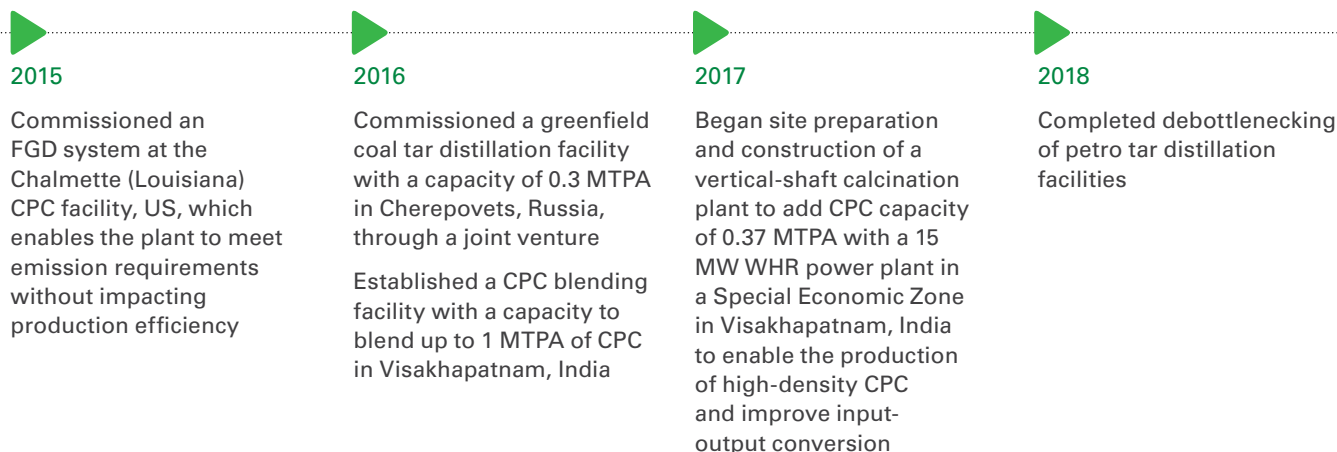 2015
Commissioned an
FGD system at the
Chalmette (Louisiana)
CPC facility, US, which
enables the plant to meet
emission requirements
without impacting
production efficiency
2016
Commissioned a greenfield
coal tar distillation facility
with a capacity of 0.3 MTPA
in Cherepovets, Russia,
through a joint venture
Established a CPC blending
facility with a capacity to
blend up to 1 MTPA of CPC
in Visakhapatnam, India
2017
Began site preparation
and construction of a
vertical-shaft calcination
plant to add CPC capacity
of 0.37 MTPA with a 15
MW WHR power plant in
a Special Economic Zone
in Visakhapatnam, India
to enable the production
of high-density CPC
and improve input-
output conversion
2018
Completed debottlenecking
of petro tar distillation
facilities